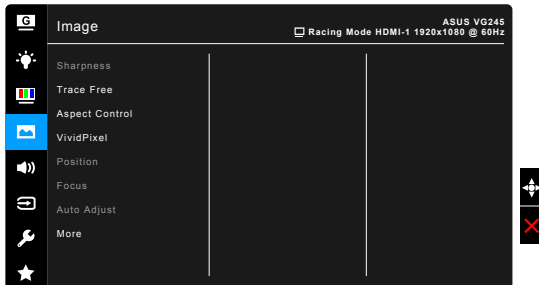 G
Image
ASUS VG245
Racing Mode HDMI-1 1920x1080 @ 60Hz
Sharpness
Trace Free
Aspect Control
VividPixel
Position
Focus
Auto Adjust
More